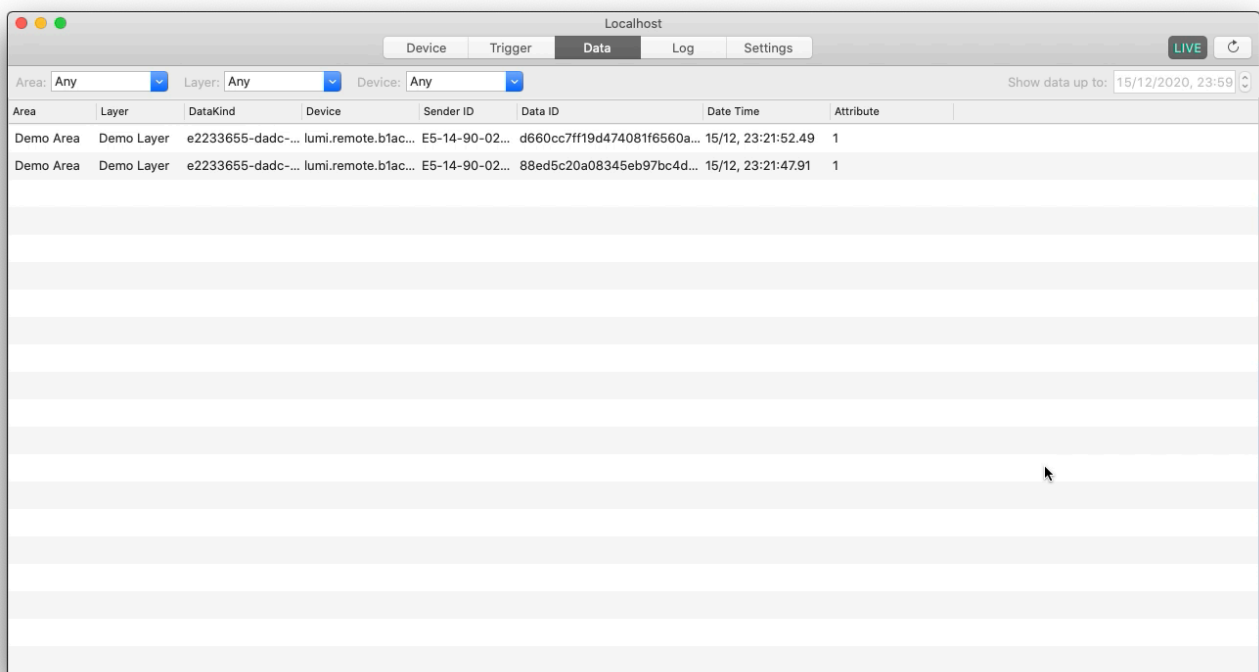 Localhost
Device Trigger Data Log Settings LIVE
Area: Any Layer: Any Device: Any Show data up to: 15/12/2020, 23:59
Area Layer DataKind Device Sender ID Data ID Date Time Attribute
Demo Area Demo Layer e2233655-dadc-... lumi.remote.b1ac... E5-14-90-02... d660cc7ff19d474081f6560a... 15/12, 23:21:52.49 1
Demo Area Demo Layer e2233655-dadc-... lumi.remote.b1ac... E5-14-90-02... 88ed5c20a08345eb97bc4d... 15/12, 23:21:47.91 1